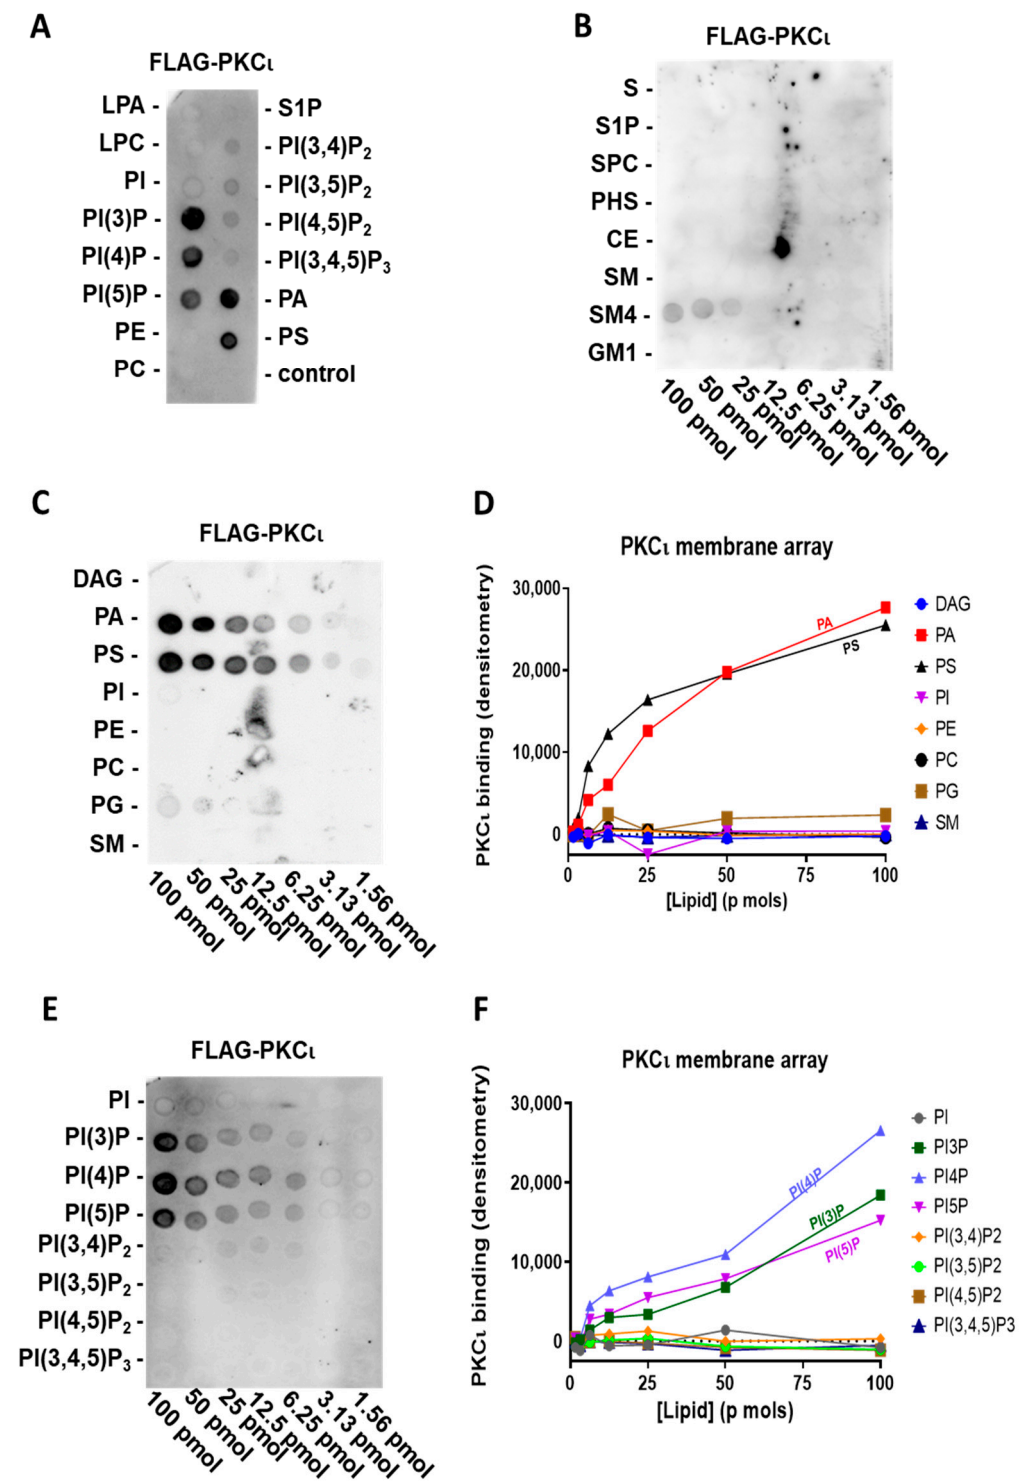 A
FLAG-PKCι
LPA - - S1P
LPC - - PI(3,4)P2
PI - - PI(3,5)P2
PI(3)P - - PI(4,5)P2
PI(4)P - - PI(3,4,5)P3
PI(5)P - - PA
PE - - PS
PC - - control
B
FLAG-PKCι
S -
S1P -
SPC -
PHS -
CE -
SM -
SM4 -
GM1 -
100 pmol
50 pmol
25 pmol
12.5 pmol
6.25 pmol
3.13 pmol
1.56 pmol
C
FLAG-PKCι
DAG -
PA -
PS -
PI -
PE -
PC -
PG -
SM -
100 pmol
50 pmol
25 pmol
12.5 pmol
6.25 pmol
3.13 pmol
1.56 pmol
D
PKCι membrane array
PKCι binding (densitometry)
30,000
20,000
10,000
0
0 25 50 75 100
[Lipid] (p mols)
PA
PS
DAG
PA
PS
PI
PE
PC
PG
SM
E
FLAG-PKCι
PI -
PI(3)P -
PI(4)P -
PI(5)P -
PI(3,4)P2 -
PI(3,5)P2 -
PI(4,5)P2 -
PI(3,4,5)P3 -
100 pmol
50 pmol
25 pmol
12.5 pmol
6.25 pmol
3.13 pmol
1.56 pmol
F
PKCι membrane array
PKCι binding (densitometry)
30,000
20,000
10,000
0
0 25 50 75 100
[Lipid] (p mols)
PI(4)P
PI(3)P
PI(5)P
PI
PI3P
PI4P
PI5P
PI(3,4)P2
PI(3,5)P2
PI(4,5)P2
PI(3,4,5)P3